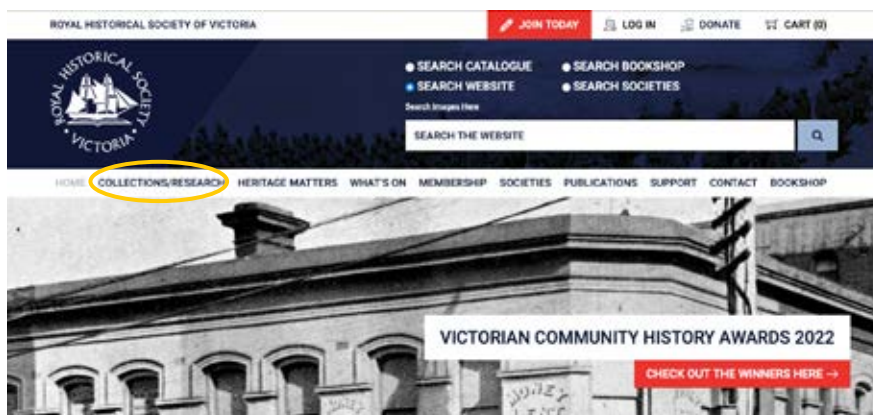 ROYAL HISTORICAL SOCIETY OF VICTORIA
JOIN TODAY
LOG IN
DONATE
CART (0)
ROYAL HISTORICAL SOCIETY
VICTORIA
SEARCH CATALOGUE
SEARCH BOOKSHOP
SEARCH WEBSITE
SEARCH SOCIETIES
Search Images Here
SEARCH THE WEBSITE
HOME
COLLECTIONS/RESEARCH
HERITAGE MATTERS
WHAT'S ON
MEMBERSHIP
SOCIETIES
PUBLICATIONS
SUPPORT
CONTACT
BOOKSHOP
VICTORIAN COMMUNITY HISTORY AWARDS 2022
CHECK OUT THE WINNERS HERE →
MONEY
LENT